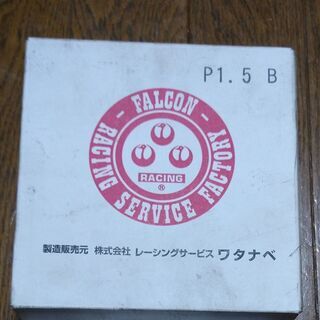 P1.5 B
- FALCON -
RACING SERVICE FACTORY
RACING
®
製造販売元 株式会社 レーシングサービス ワタナベ